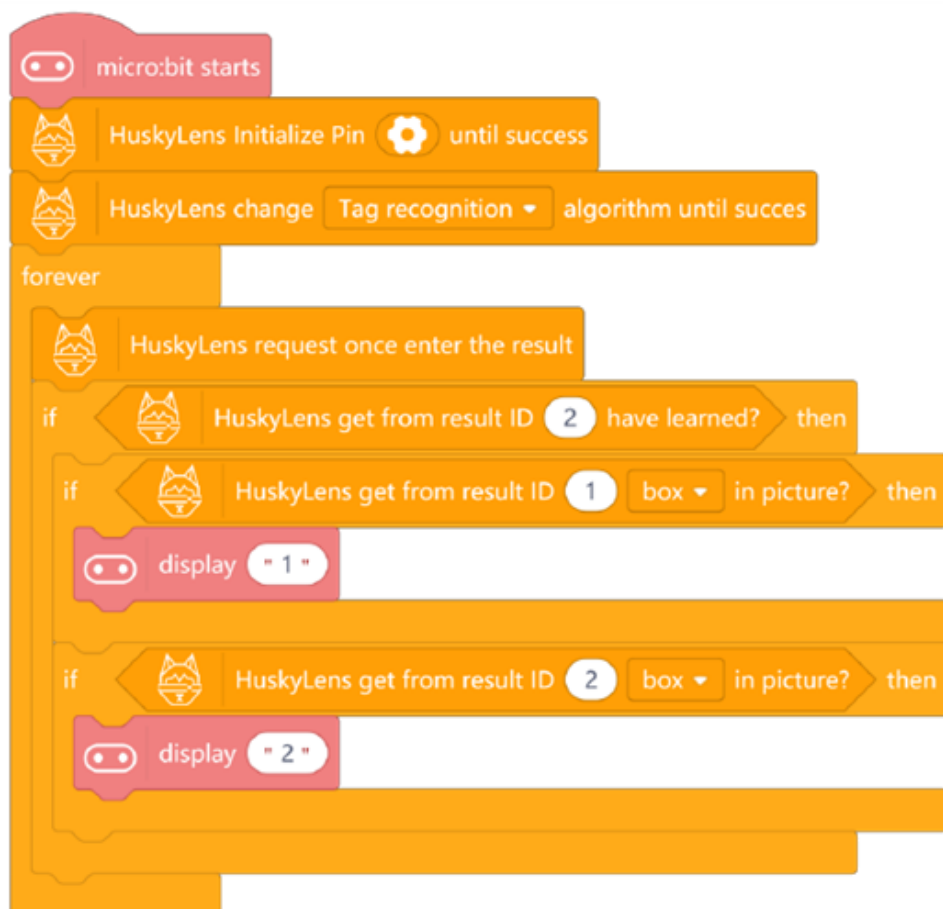 micro:bit starts
HuskyLens Initialize Pin until success
HuskyLens change Tag recognition algorithm until succes
forever
HuskyLens request once enter the result
if HuskyLens get from result ID 2 have learned? then
if HuskyLens get from result ID 1 box in picture? then
display " 1 "
if HuskyLens get from result ID 2 box in picture? then
display " 2 "